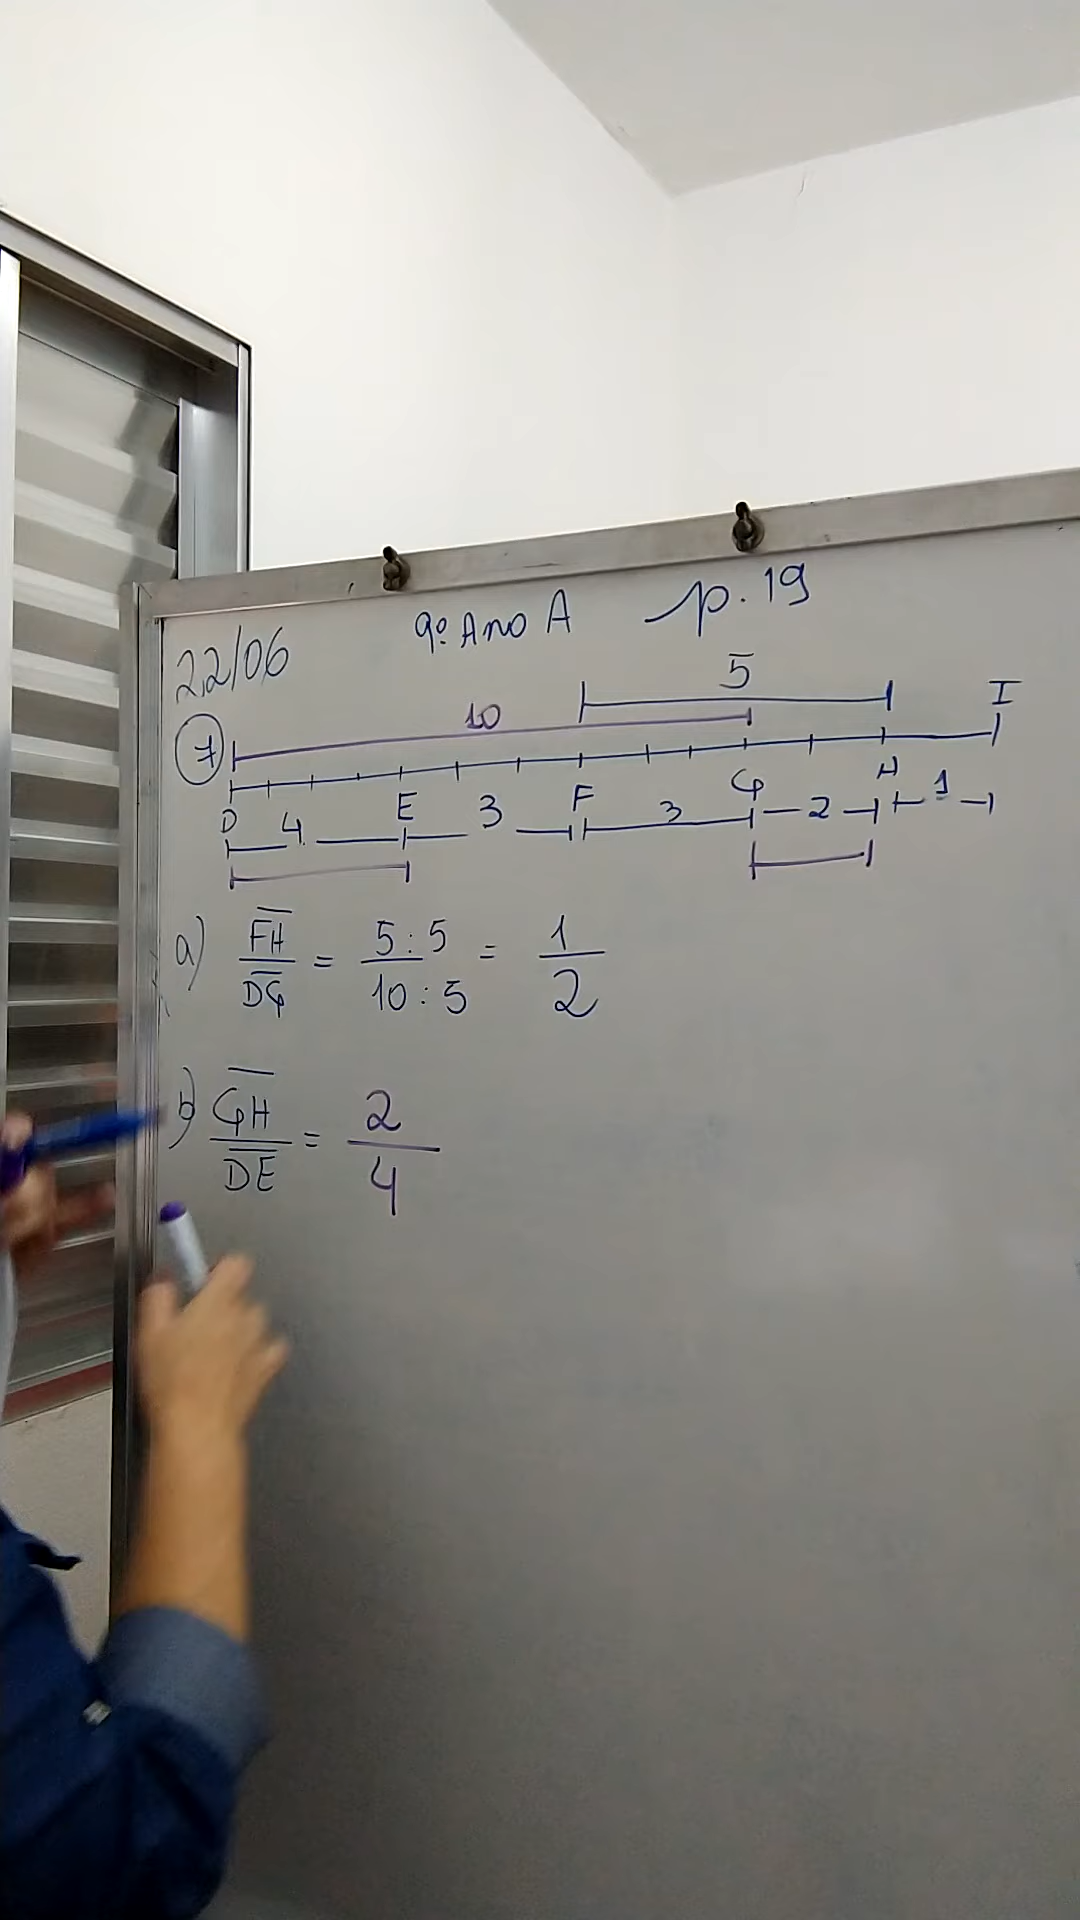 22/06 9º Ano A p. 19
5
7 10 I
D 4 E 3 F 3 G 2 H 1
a) FH / DG = 5:5 / 10:5 = 1 / 2
b) GH / DE = 2 / 4